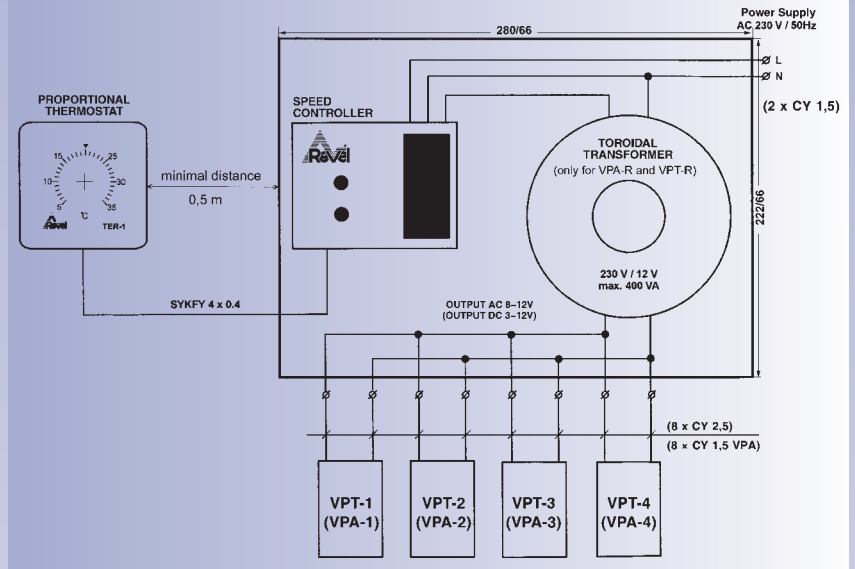 Power Supply
AC 230 V / 50Hz
280/66
L
N
(2 x CY 1,5)
PROPORTIONAL
THERMOSTAT
SPEED
CONTROLLER
Revel
TOROIDAL
TRANSFORMER
(only for VPA-R and VPT-R)
15
25
10
30
5
35
°C
Revel
TER-1
minimal distance
0,5 m
222/66
230 V / 12 V
max. 400 VA
SYKFY 4 x 0.4
OUTPUT AC 8–12V
(OUTPUT DC 3–12V)
(8 x CY 2,5)
(8 x CY 1,5 VPA)
VPT-1
(VPA-1)
VPT-2
(VPA-2)
VPT-3
(VPA-3)
VPT-4
(VPA-4)